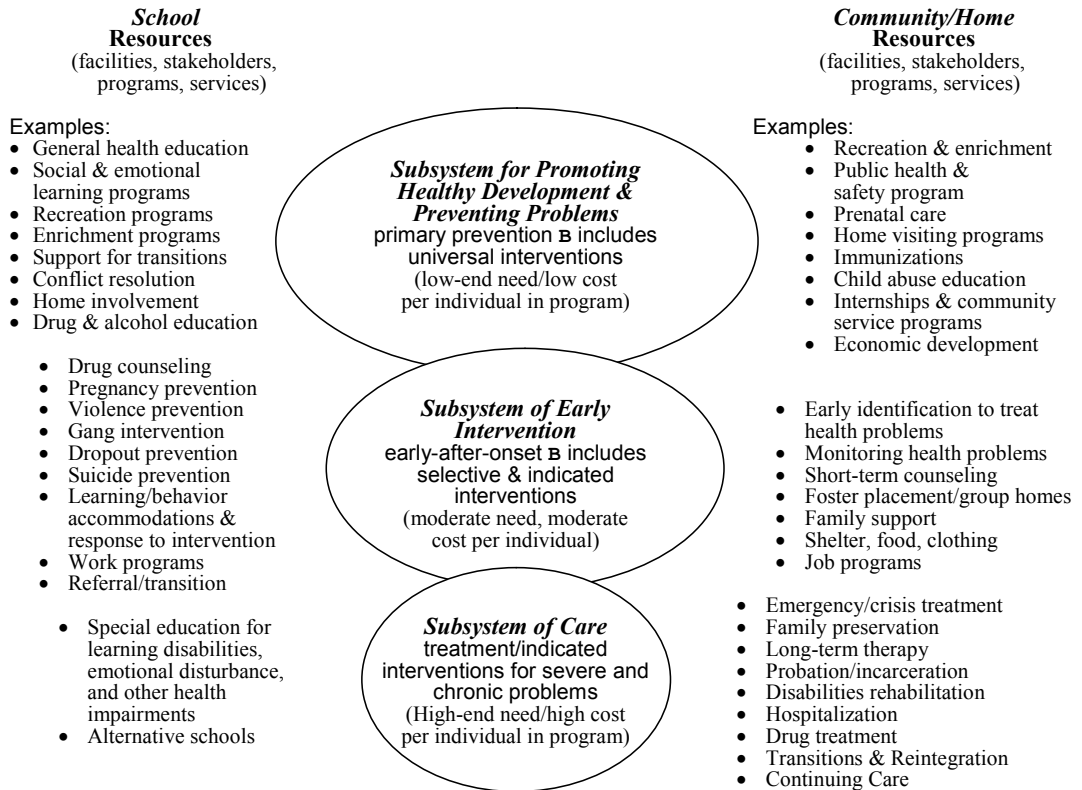 School
Resources
(facilities, stakeholders,
programs, services)
Examples:
• General health education
• Social & emotional
learning programs
• Recreation programs
• Enrichment programs
• Support for transitions
• Conflict resolution
• Home involvement
• Drug & alcohol education
• Drug counseling
• Pregnancy prevention
• Violence prevention
• Gang intervention
• Dropout prevention
• Suicide prevention
• Learning/behavior
accommodations &
response to intervention
• Work programs
• Referral/transition
• Special education for
learning disabilities,
emotional disturbance,
and other health
impairments
• Alternative schools
Subsystem for Promoting
Healthy Development &
Preventing Problems
primary prevention B includes
universal interventions
(low-end need/low cost
per individual in program)
Subsystem of Early
Intervention
early-after-onset B includes
selective & indicated
interventions
(moderate need, moderate
cost per individual)
Subsystem of Care
treatment/indicated
interventions for severe and
chronic problems
(High-end need/high cost
per individual in program)
Community/Home
Resources
(facilities, stakeholders,
programs, services)
Examples:
• Recreation & enrichment
• Public health &
safety program
• Prenatal care
• Home visiting programs
• Immunizations
• Child abuse education
• Internships & community
service programs
• Economic development
• Early identification to treat
health problems
• Monitoring health problems
• Short-term counseling
• Foster placement/group homes
• Family support
• Shelter, food, clothing
• Job programs
• Emergency/crisis treatment
• Family preservation
• Long-term therapy
• Probation/incarceration
• Disabilities rehabilitation
• Hospitalization
• Drug treatment
• Transitions & Reintegration
• Continuing Care